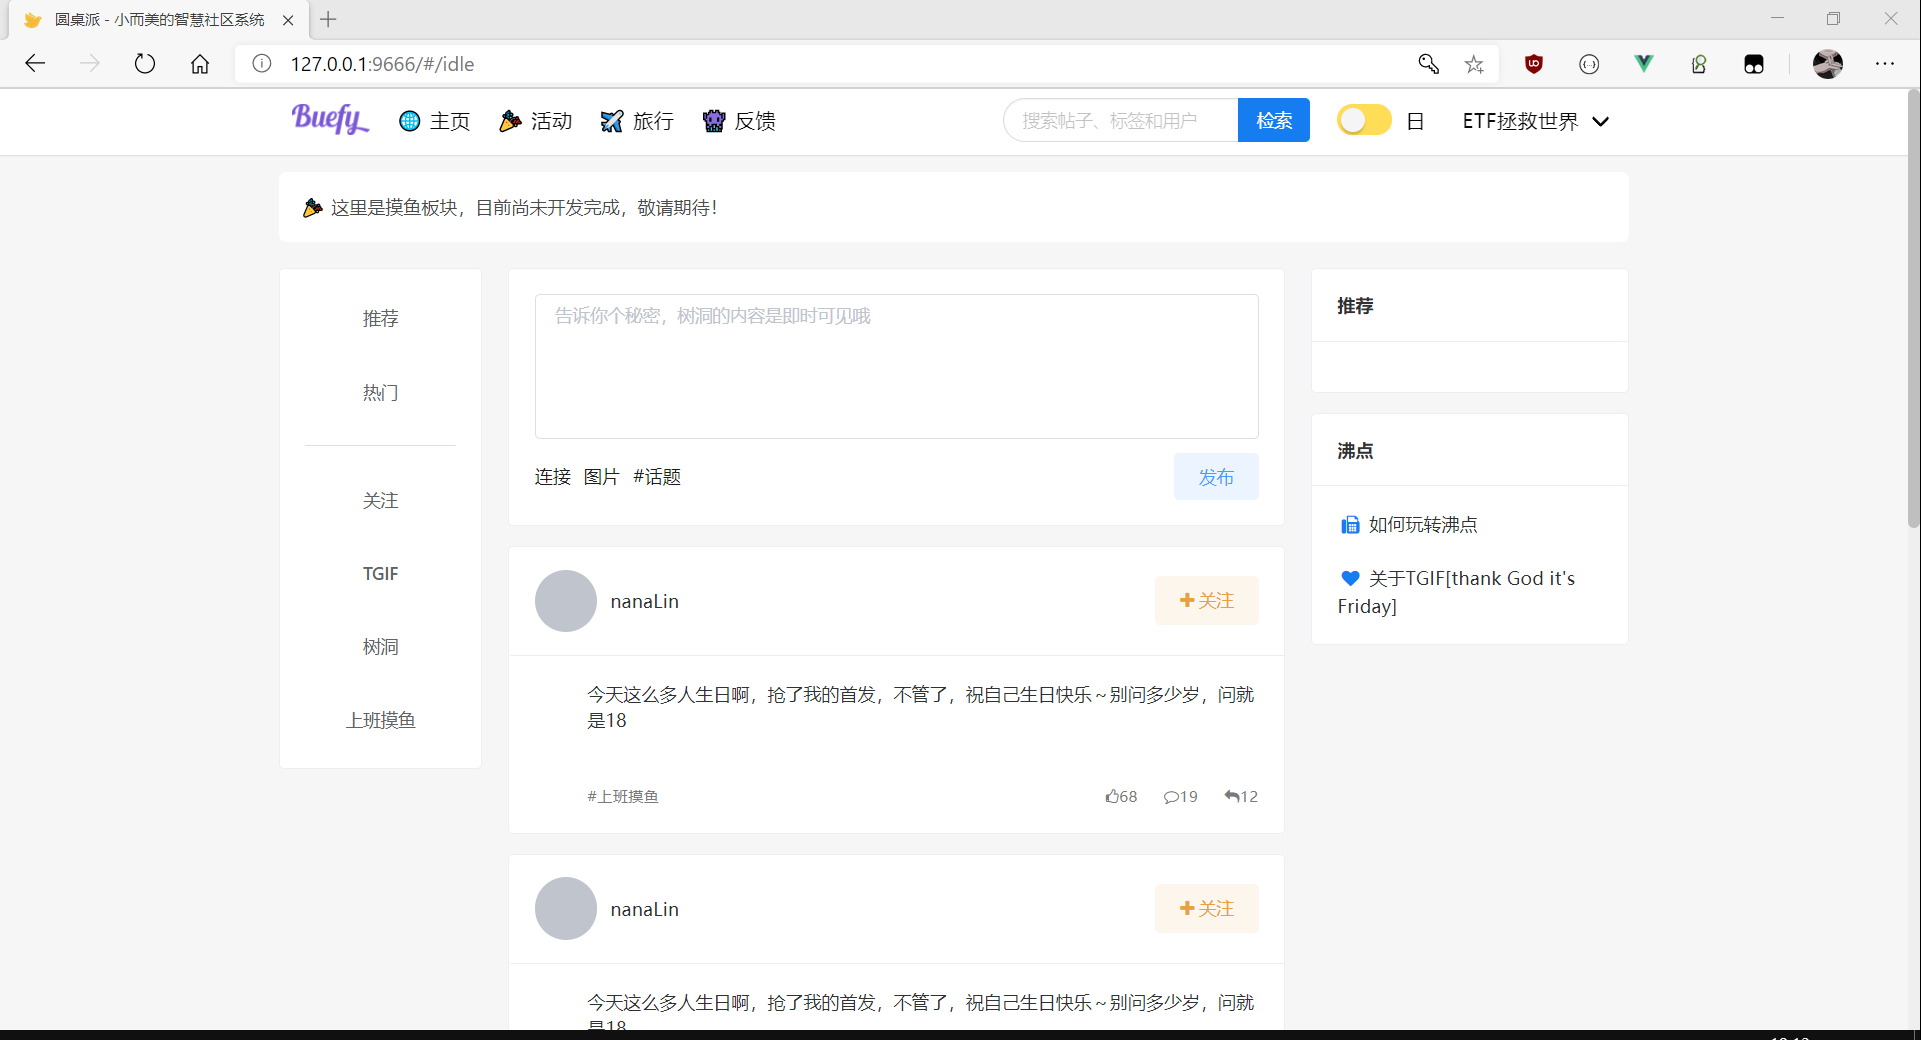 圆桌派 - 小而美的智慧社区系统
127.0.0.1:9666/#/idle
Buefy 主页 活动 旅行 反馈 搜索帖子、标签和用户 检索 日 ETF拯救世界
这里是摸鱼板块，目前尚未开发完成，敬请期待！
推荐
热门
关注
TGIF
树洞
上班摸鱼
告诉你个秘密，树洞的内容是即时可见哦
连接 图片 #话题 发布
nanaLin +关注
今天这么多人生日啊，抢了我的首发，不管了，祝自己生日快乐～别问多少岁，问就
是18
#上班摸鱼 68 19 12
nanaLin +关注
今天这么多人生日啊，抢了我的首发，不管了，祝自己生日快乐～别问多少岁，问就
是18
推荐
沸点
如何玩转沸点
关于TGIF[thank God it's
Friday]